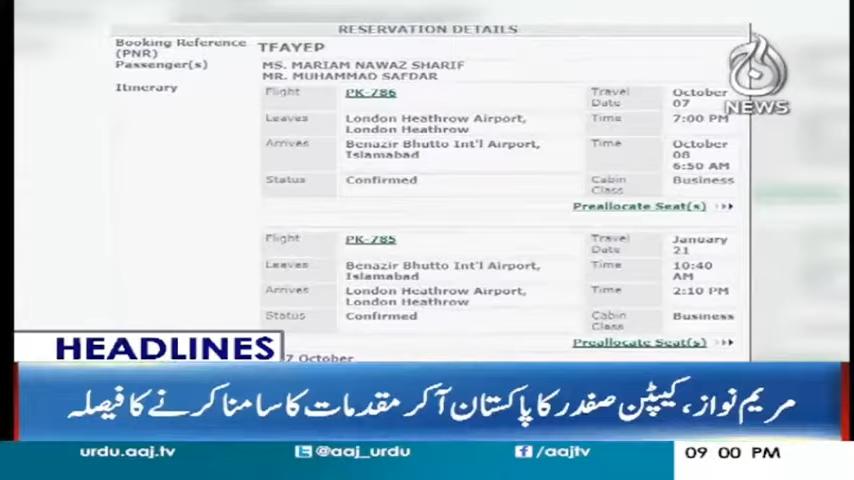 RESERVATION DETAILS
Booking Reference (PNR) TFAYEP
Passenger(s) MS. MARIAM NAWAZ SHARIF
MR. MUHAMMAD SAFDAR
Itinerary
Flight PK-786 Travel Date October 07
Leaves London Heathrow Airport, London Heathrow Time 7:00 PM
Arrives Benazir Bhutto Int'l Airport, Islamabad Time October 08 6:50 AM
Status Confirmed Cabin Class Business
Preallocate Seat(s)
Flight PK-785 Travel Date January 21
Leaves Benazir Bhutto Int'l Airport, Islamabad Time 10:40 AM
Arrives London Heathrow Airport, London Heathrow Time 2:10 PM
Status Confirmed Cabin Class Business
Preallocate Seat(s)
7 October
NEWS
HEADLINES
مریم نواز، کیپٹن صفدر کا پاکستان آ کر مقدمات کا سامنا کرنے کا فیصلہ
urdu.aaj.tv @aaj_urdu /aajtv 09 00 PM